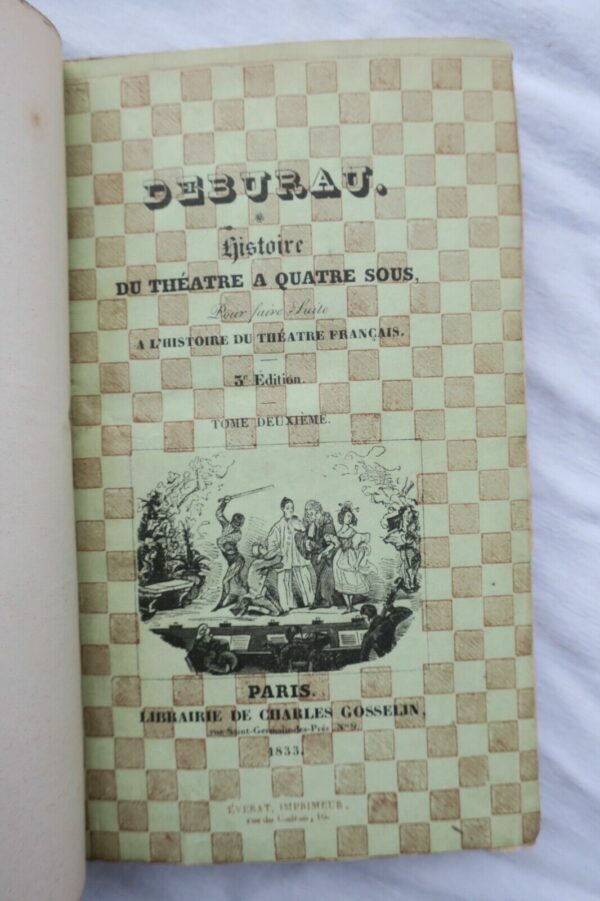 DEBURAU.
Histoire
DU THÉATRE A QUATRE SOUS,
Pour faire Suite
A L'HISTOIRE DU THÉATRE FRANÇAIS.
3e Edition.
TOME DEUXIÈME.
PARIS.
LIBRAIRIE DE CHARLES GOSSELIN,
rue Saint-Germain-des-Prés, No 9.
1833.
ÉVERAT, IMPRIMEUR,
rue du Cadran, 16.